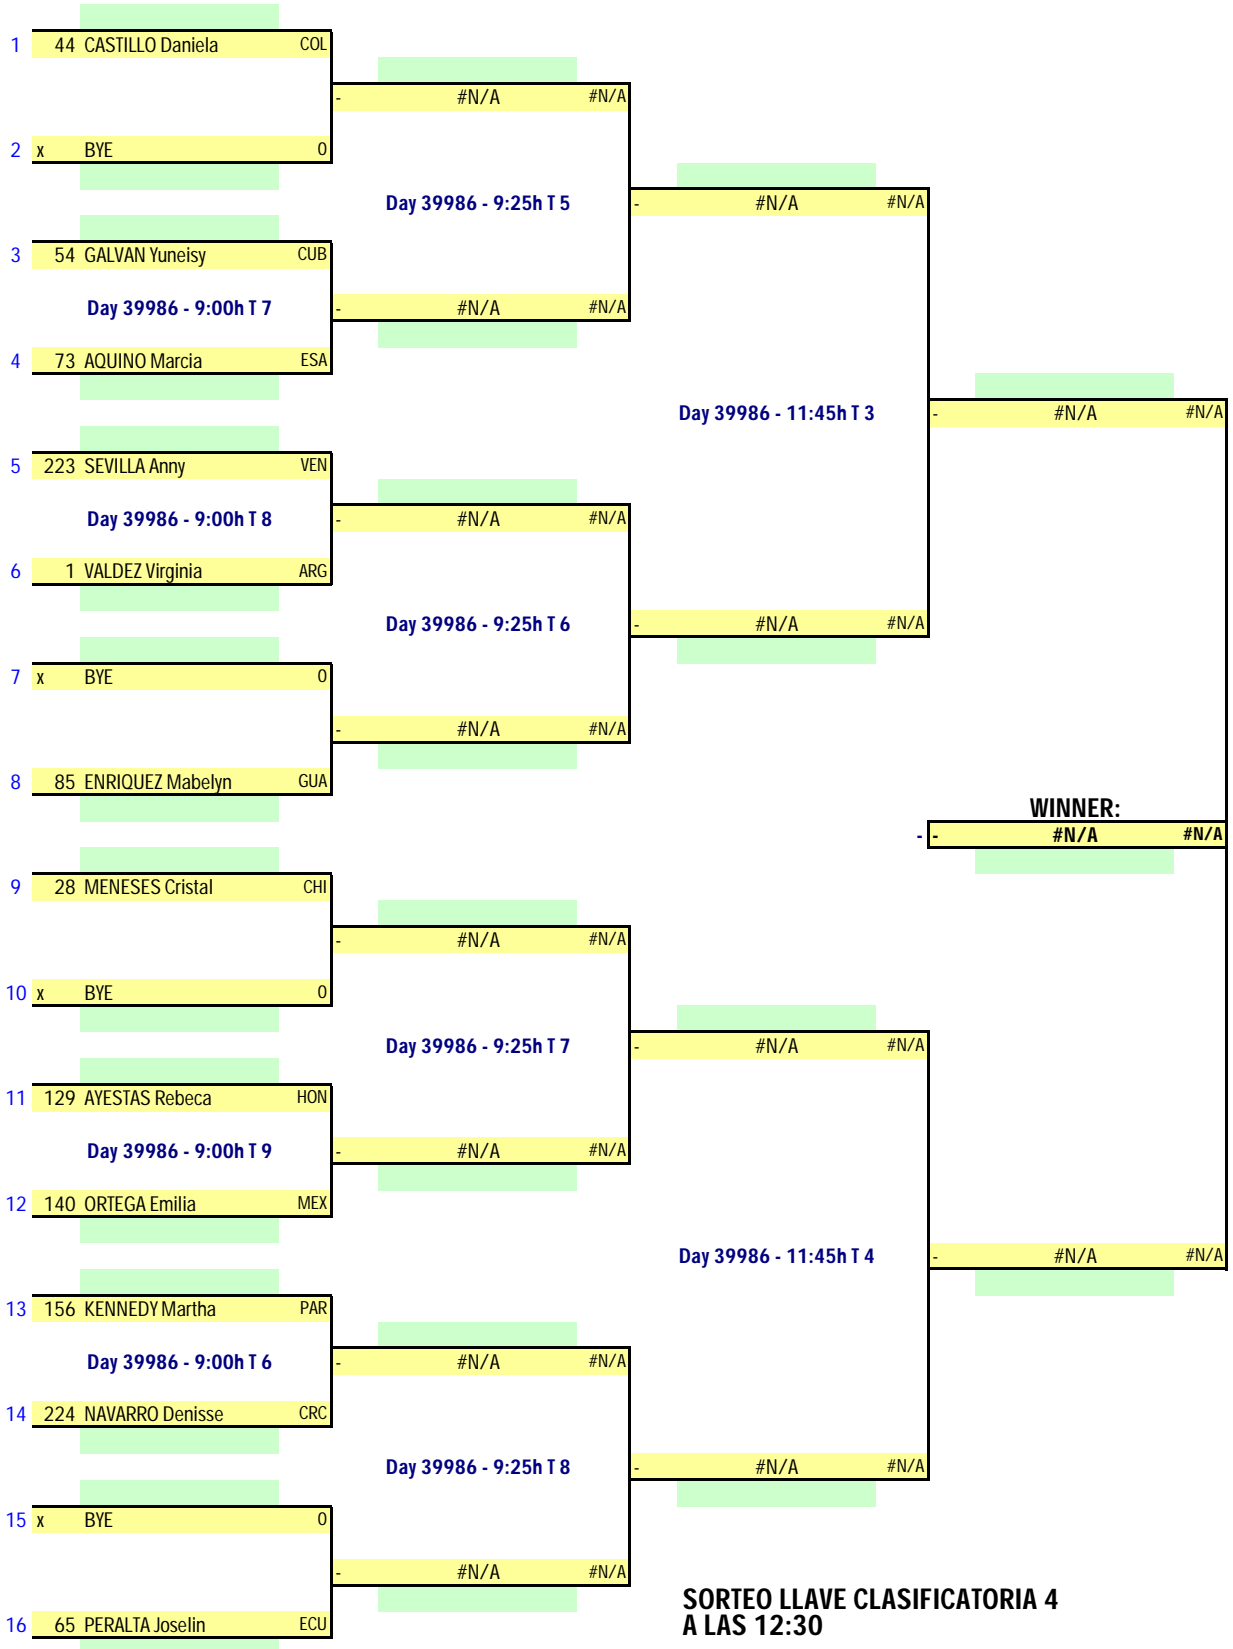 1 44 CASTILLO Daniela COL
- #N/A #N/A
2 x BYE 0
Day 39986 - 9:25h T 5
- #N/A #N/A
3 54 GALVAN Yuneisy CUB
Day 39986 - 9:00h T 7
- #N/A #N/A
4 73 AQUINO Marcia ESA
Day 39986 - 11:45h T 3
- #N/A #N/A
5 223 SEVILLA Anny VEN
Day 39986 - 9:00h T 8
- #N/A #N/A
6 1 VALDEZ Virginia ARG
Day 39986 - 9:25h T 6
- #N/A #N/A
7 x BYE 0
- #N/A #N/A
8 85 ENRIQUEZ Mabelyn GUA
WINNER:
- - #N/A #N/A
9 28 MENESES Cristal CHI
- #N/A #N/A
10 x BYE 0
Day 39986 - 9:25h T 7
- #N/A #N/A
11 129 AYESTAS Rebeca HON
Day 39986 - 9:00h T 9
- #N/A #N/A
12 140 ORTEGA Emilia MEX
Day 39986 - 11:45h T 4
- #N/A #N/A
13 156 KENNEDY Martha PAR
Day 39986 - 9:00h T 6
- #N/A #N/A
14 224 NAVARRO Denisse CRC
Day 39986 - 9:25h T 8
- #N/A #N/A
15 x BYE 0
- #N/A #N/A
16 65 PERALTA Joselin ECU
SORTEO LLAVE CLASIFICATORIA 4
A LAS 12:30